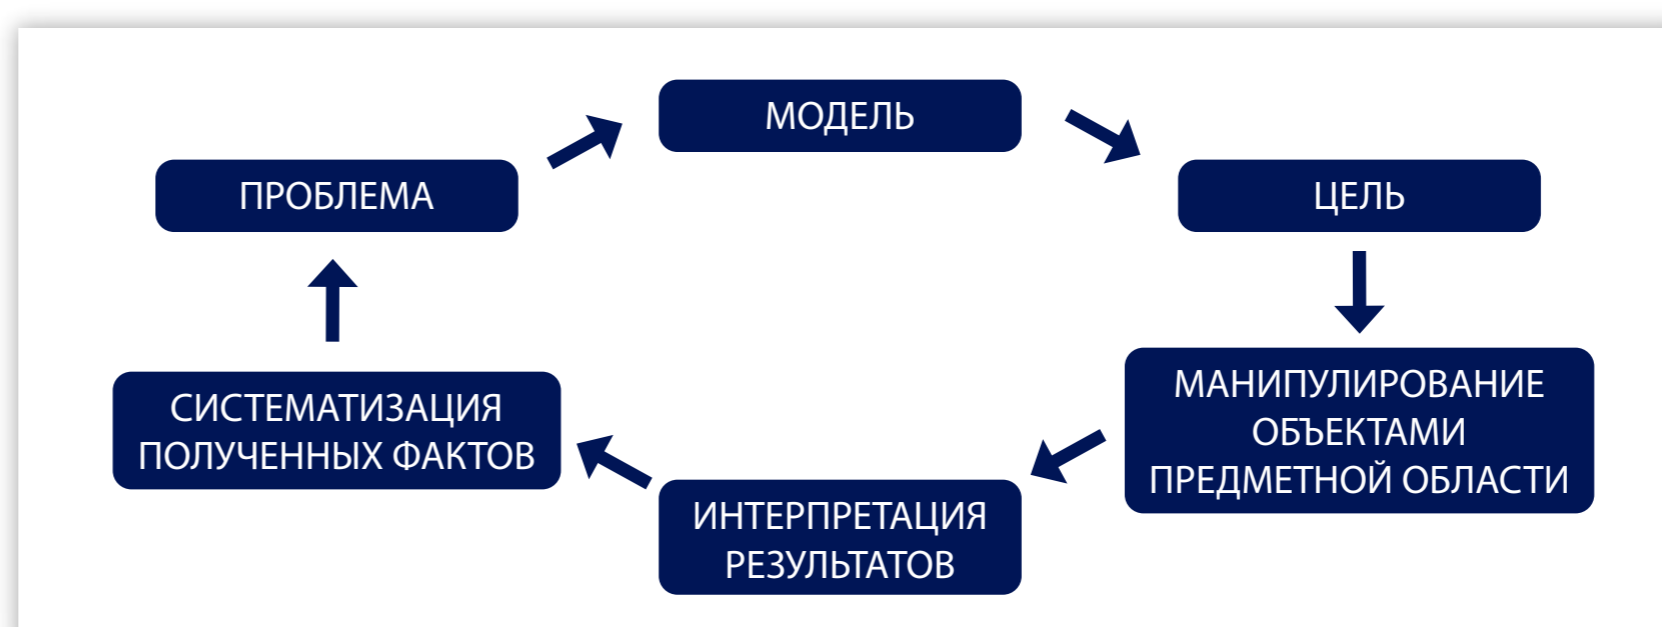 МОДЕЛЬ
ПРОБЛЕМА
ЦЕЛЬ
МАНИПУЛИРОВАНИЕ
ОБЪЕКТАМИ
ПРЕДМЕТНОЙ ОБЛАСТИ
СИСТЕМАТИЗАЦИЯ
ПОЛУЧЕННЫХ ФАКТОВ
ИНТЕРПРЕТАЦИЯ
РЕЗУЛЬТАТОВ